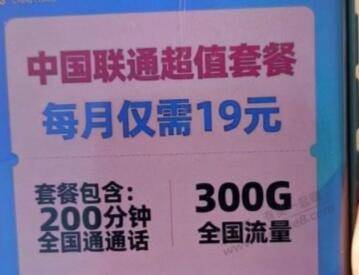 中国联通超值套餐
每月仅需19元
套餐包含:
200分钟
全国通通话
300G
全国流量